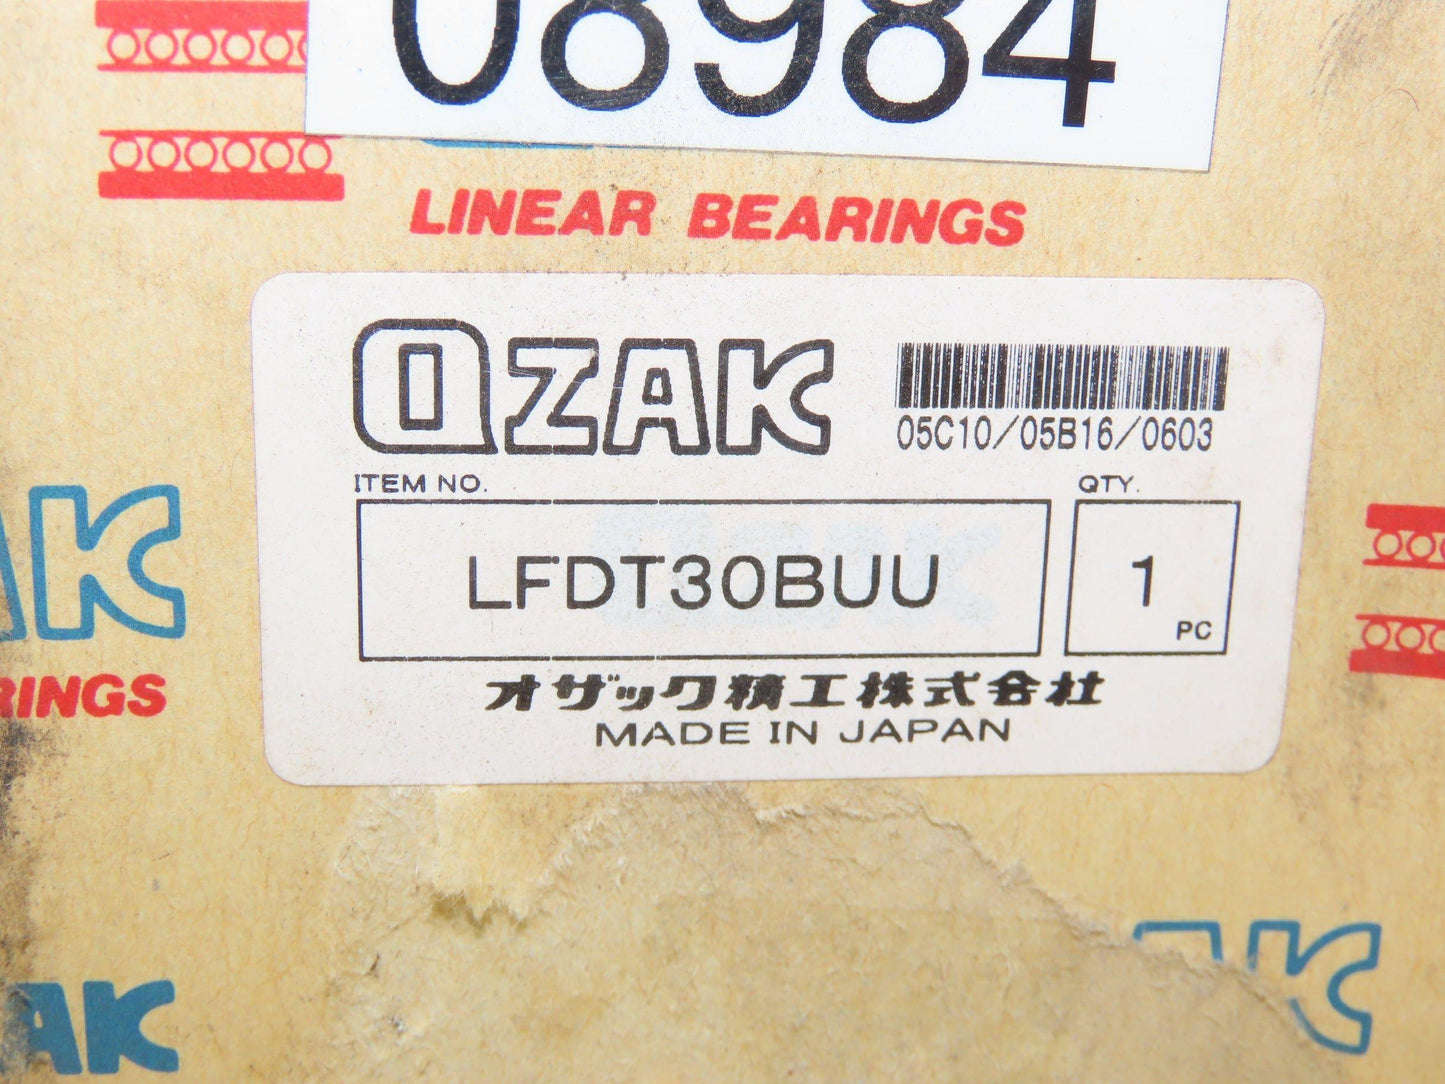 08984
LINEAR BEARINGS
OZAK
05C10/05B16/0603
ITEM NO.
QTY.
LFDT30BUU
1
PC
オザック精工株式会社
MADE IN JAPAN
AK
RINGS
AK
ZAK